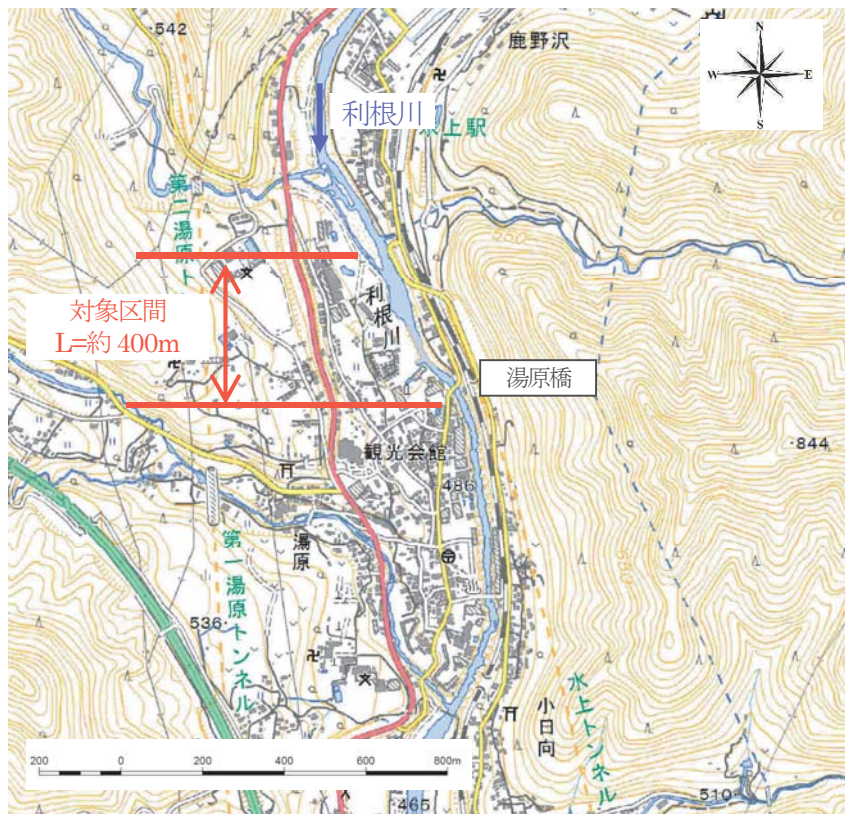 542
鹿野沢
N
W
E
S
利根川
水上駅
第二湯原ト
対象区間
L=約 400m
利根川
湯原橋
844
観光会館
486
湯原
第一湯原トンネル
536
小日向
水上トンネル
200
0
200
400
600
800m
465
510